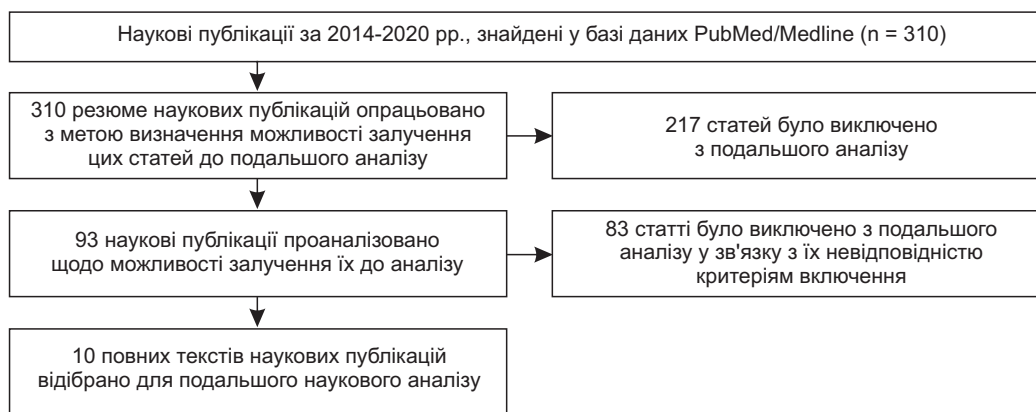 Наукові публікації за 2014-2020 рр., знайдені у базі даних PubMed/Medline (n = 310)
310 резюме наукових публікацій опрацьовано
з метою визначення можливості залучення
цих статей до подальшого аналізу
217 статей було виключено
з подальшого аналізу
93 наукові публікації проаналізовано
щодо можливості залучення їх до аналізу
83 статті було виключено з подальшого
аналізу у зв'язку з їх невідповідністю
критеріям включення
10 повних текстів наукових публікацій
відібрано для подальшого наукового аналізу